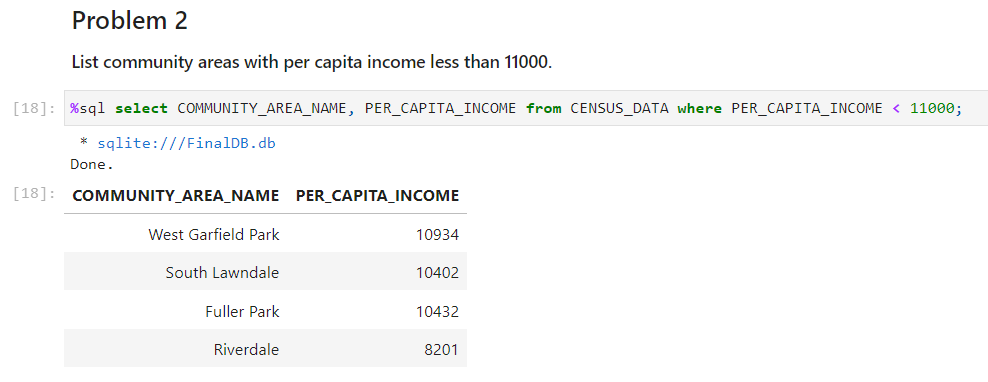 Problem 2
List community areas with per capita income less than 11000.
[18]: %sql select COMMUNITY_AREA_NAME, PER_CAPITA_INCOME from CENSUS_DATA where PER_CAPITA_INCOME < 11000;
* sqlite:///FinalDB.db
Done.
[18]: COMMUNITY_AREA_NAME PER_CAPITA_INCOME
West Garfield Park 10934
South Lawndale 10402
Fuller Park 10432
Riverdale 8201